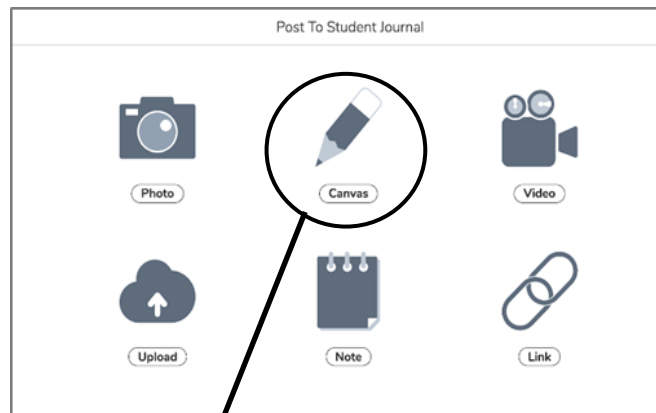 Post To Student Journal
Photo
Canvas
Video
Upload
Note
Link